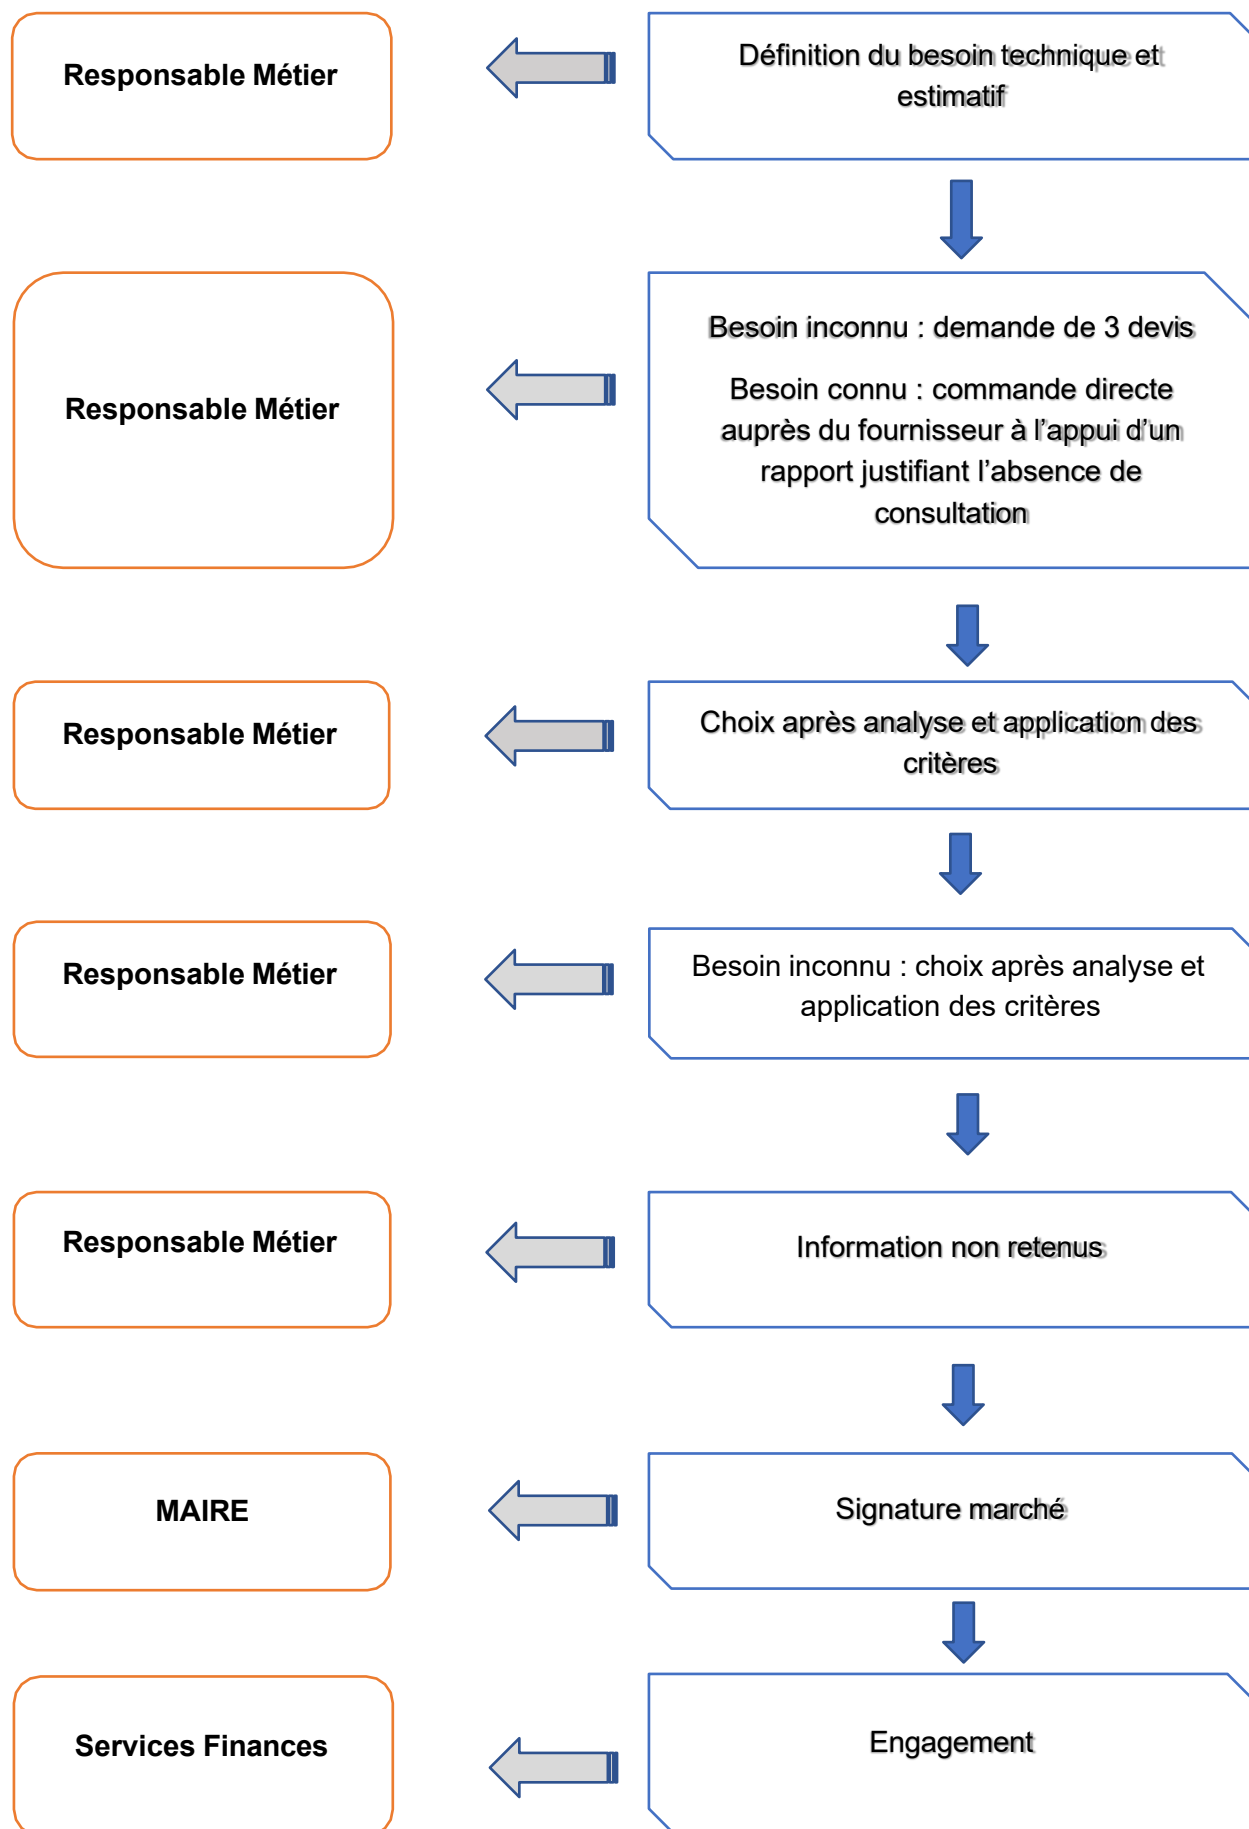 Responsable Métier
Définition du besoin technique et
estimatif
Responsable Métier
Besoin inconnu : demande de 3 devis
Besoin connu : commande directe
auprès du fournisseur à l’appui d’un
rapport justifiant l’absence de
consultation
Responsable Métier
Choix après analyse et application des
critères
Responsable Métier
Besoin inconnu : choix après analyse et
application des critères
Responsable Métier
Information non retenus
MAIRE
Signature marché
Services Finances
Engagement